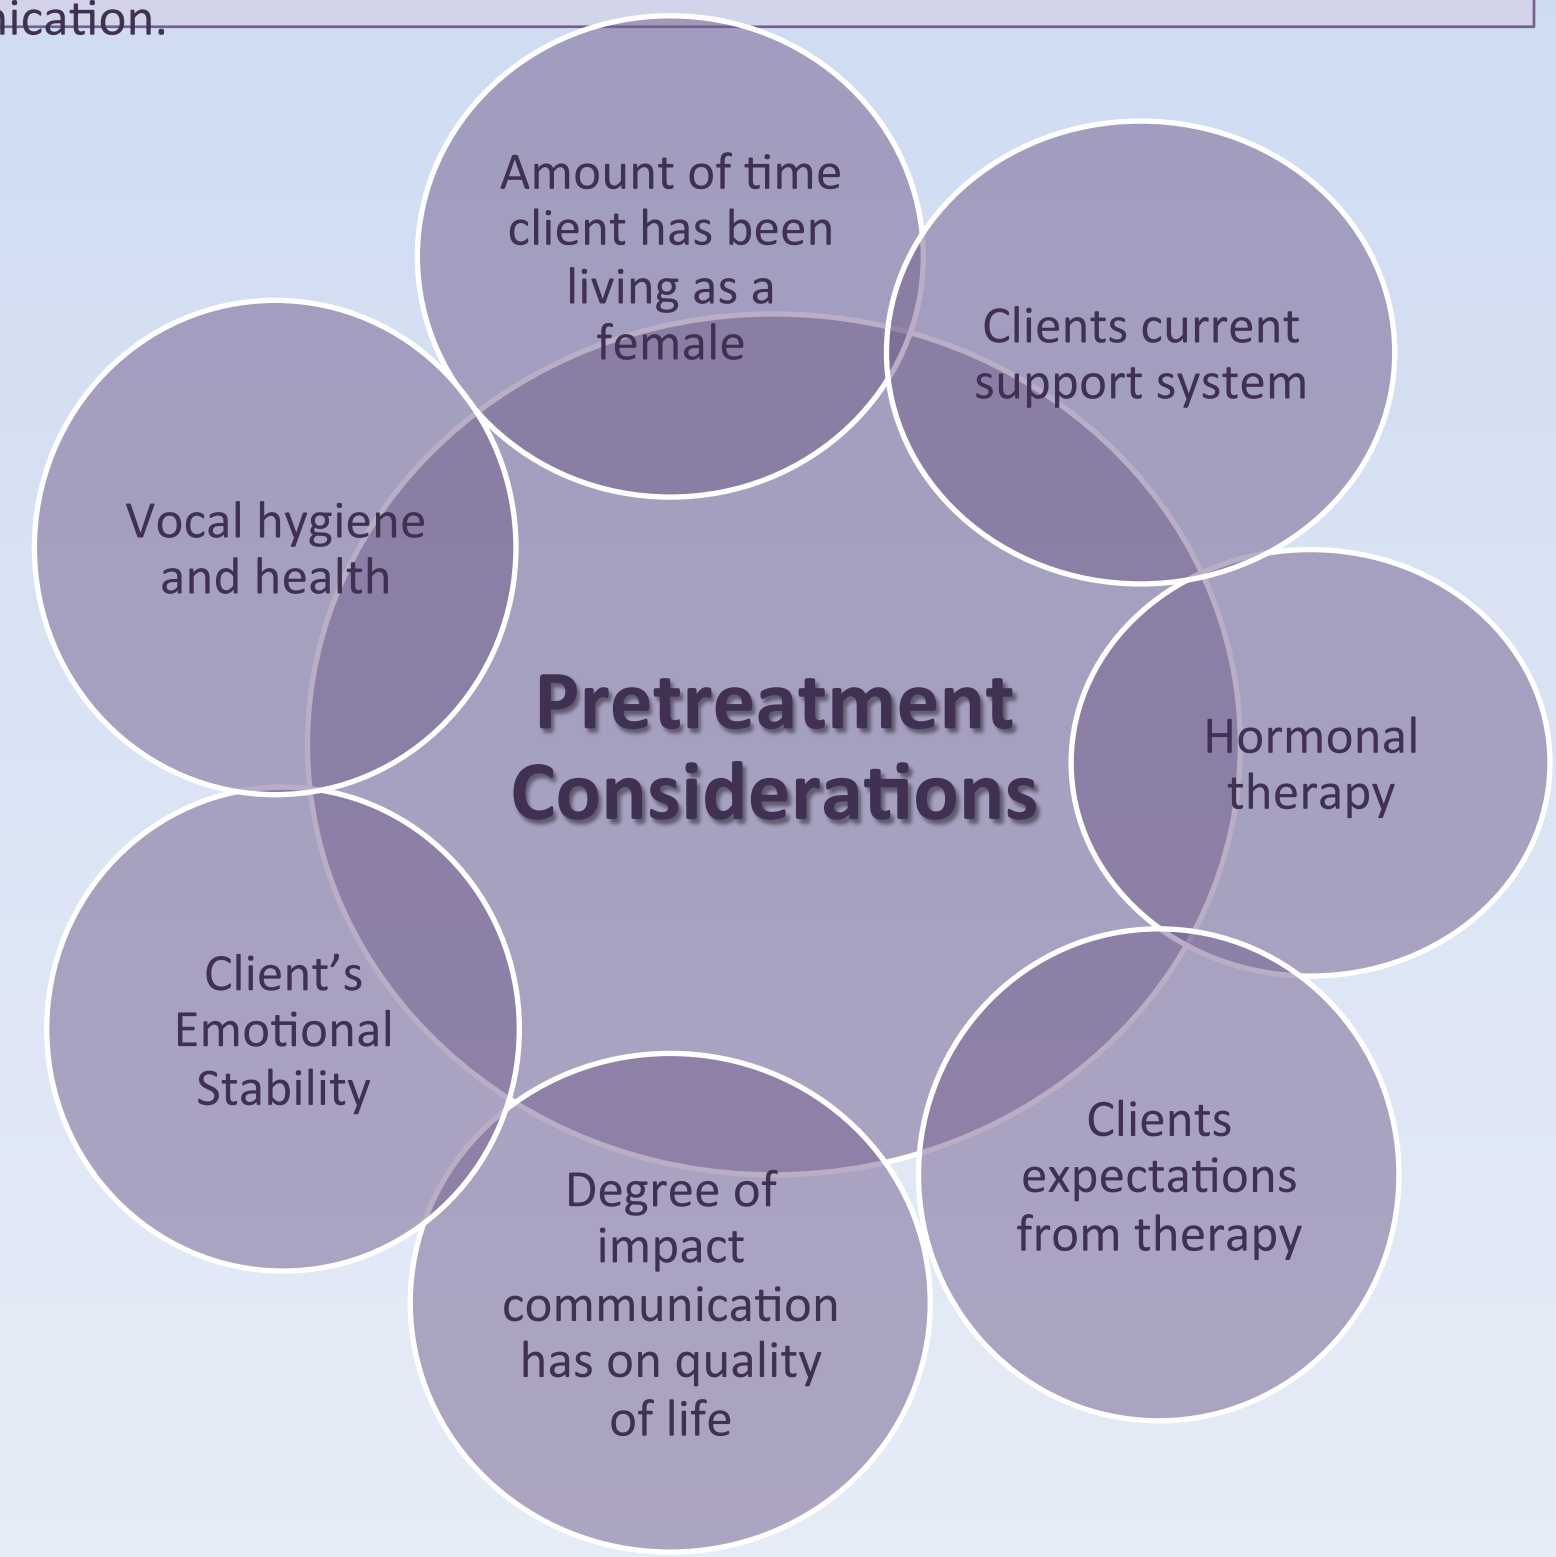 nication.
Amount of time
client has been
living as a
female
Clients current
support system
Hormonal
therapy
Clients
expectations
from therapy
Degree of
impact
communication
has on quality
of life
Client’s
Emotional
Stability
Vocal hygiene
and health
Pretreatment
Considerations